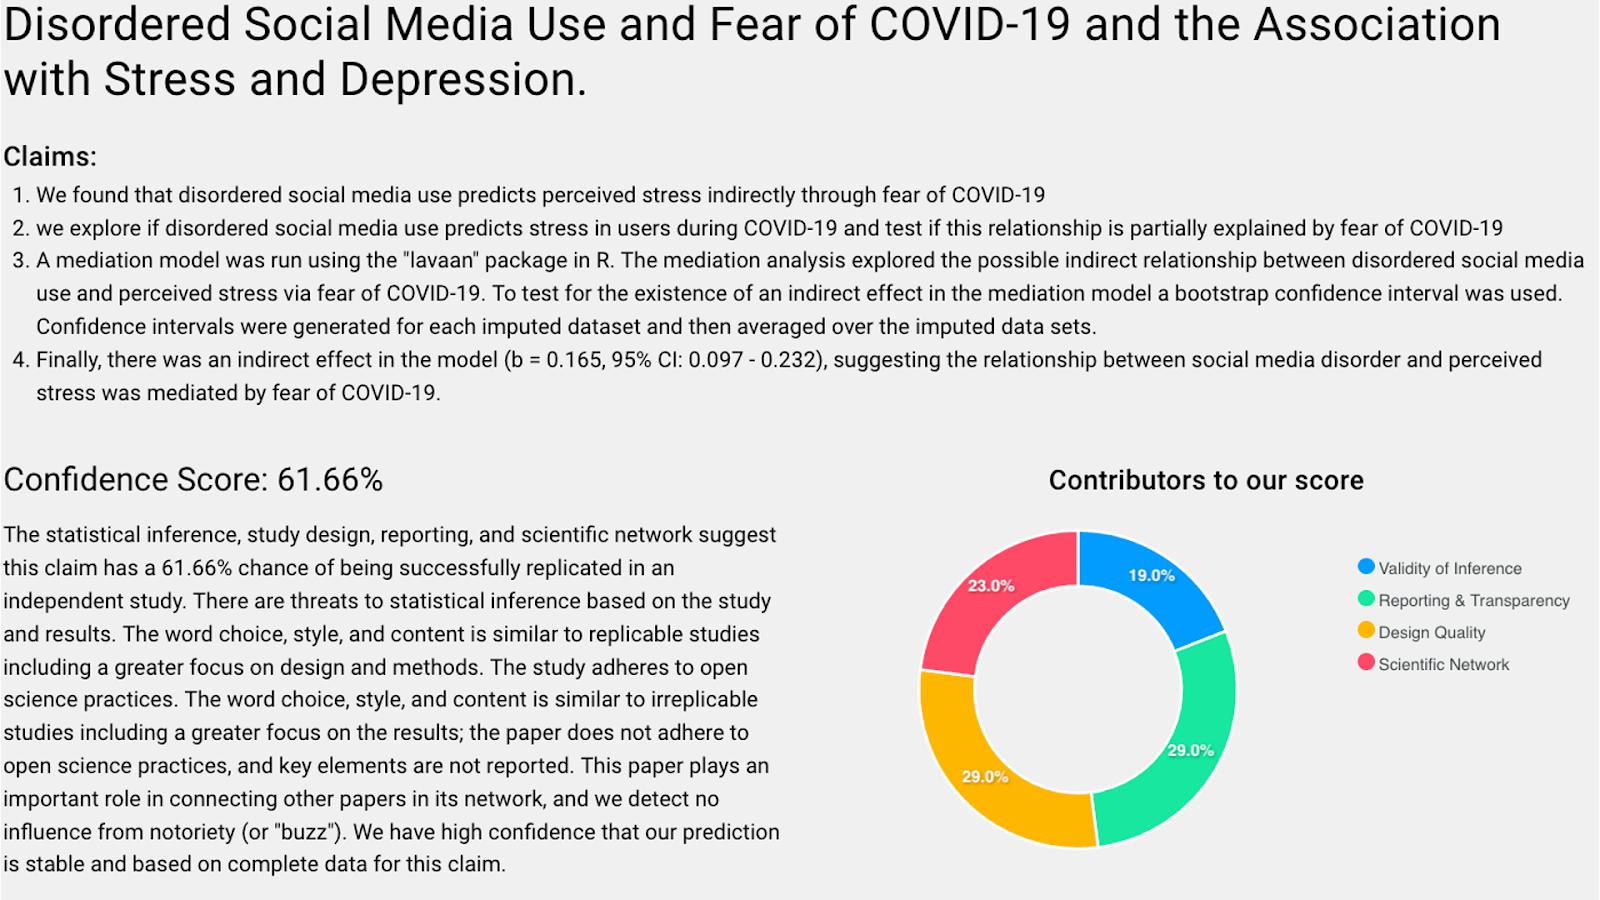 Disordered Social Media Use and Fear of COVID-19 and the Association
with Stress and Depression.
Claims:
1. We found that disordered social media use predicts perceived stress indirectly through fear of COVID-19
2. we explore if disordered social media use predicts stress in users during COVID-19 and test if this relationship is partially explained by fear of COVID-19
3. A mediation model was run using the "lavaan" package in R. The mediation analysis explored the possible indirect relationship between disordered social media
use and perceived stress via fear of COVID-19. To test for the existence of an indirect effect in the mediation model a bootstrap confidence interval was used.
Confidence intervals were generated for each imputed dataset and then averaged over the imputed data sets.
4. Finally, there was an indirect effect in the model (b = 0.165, 95% CI: 0.097 - 0.232), suggesting the relationship between social media disorder and perceived
stress was mediated by fear of COVID-19.
Confidence Score: 61.66%
The statistical inference, study design, reporting, and scientific network suggest
this claim has a 61.66% chance of being successfully replicated in an
independent study. There are threats to statistical inference based on the study
and results. The word choice, style, and content is similar to replicable studies
including a greater focus on design and methods. The study adheres to open
science practices. The word choice, style, and content is similar to irreplicable
studies including a greater focus on the results; the paper does not adhere to
open science practices, and key elements are not reported. This paper plays an
important role in connecting other papers in its network, and we detect no
influence from notoriety (or "buzz"). We have high confidence that our prediction
is stable and based on complete data for this claim.
Contributors to our score
19.0%
23.0%
29.0%
29.0%
Validity of Inference
Reporting & Transparency
Design Quality
Scientific Network